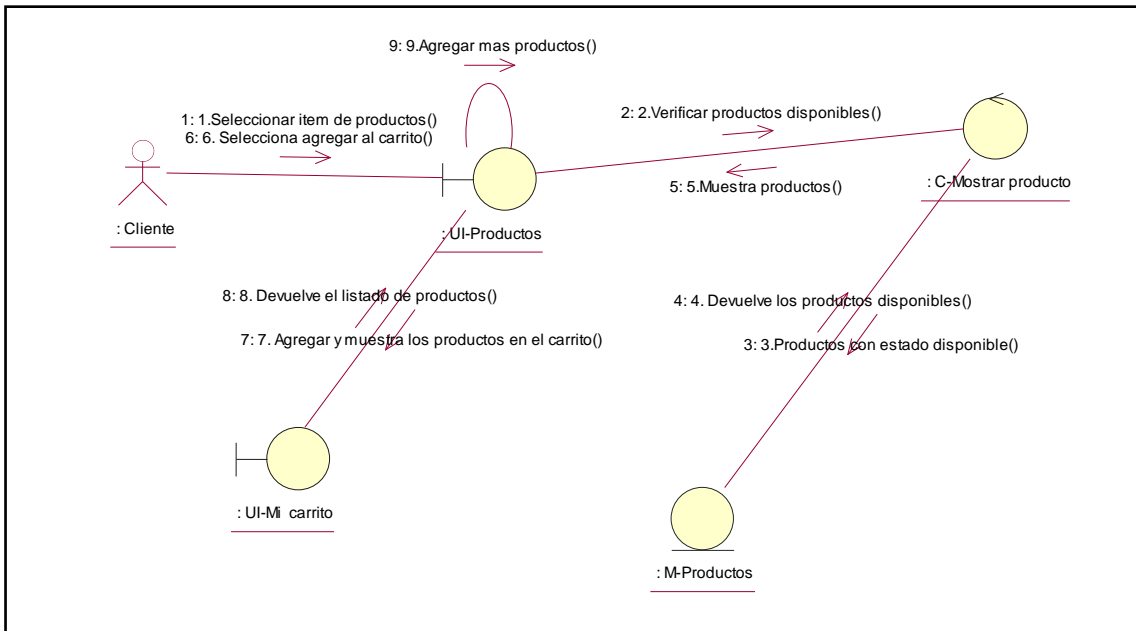 9: 9.Agregar mas productos()
1: 1.Seleccionar item de productos()
6: 6. Selecciona agregar al carrito()
2: 2.Verificar productos disponibles()
5: 5.Muestra productos()
: C-Mostrar producto
: Cliente
: UI-Productos
8: 8. Devuelve el listado de productos()
7: 7. Agregar y muestra los productos en el carrito()
4: 4. Devuelve los productos disponibles()
3: 3.Productos con estado disponible()
: UI-Mi carrito
: M-Productos